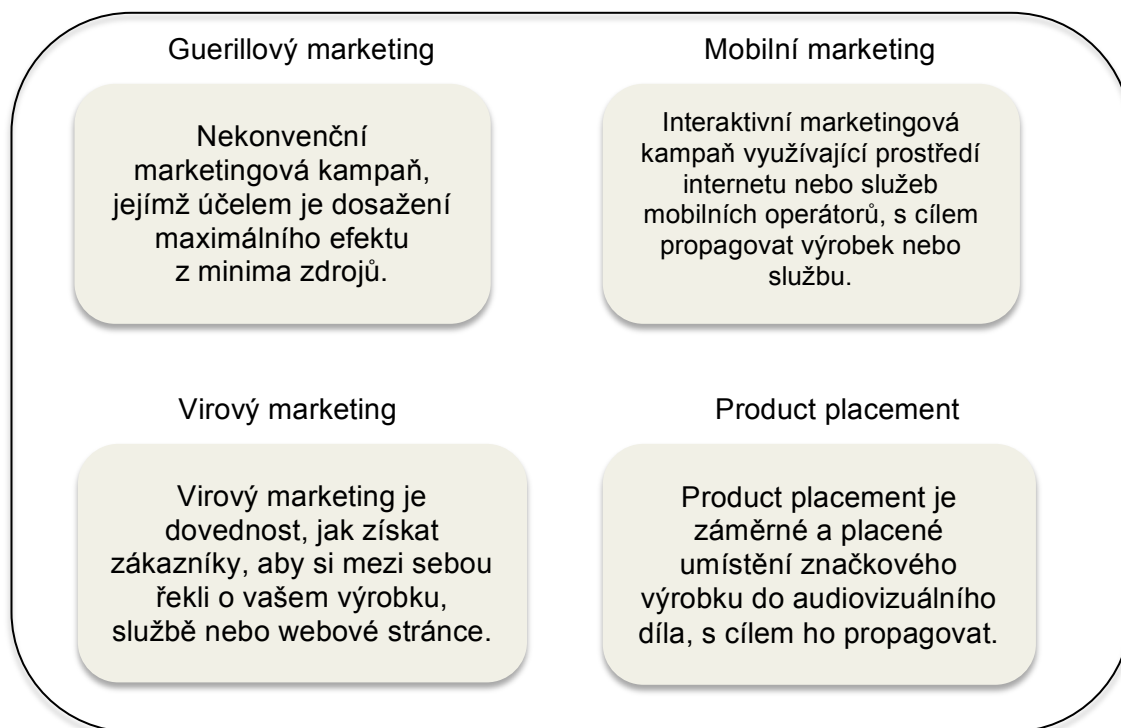 Guerillový marketing
Nekonvenční
marketingová kampaň,
jejímž účelem je dosažení
maximálního efektu
z minima zdrojů.
Mobilní marketing
Interaktivní marketingová
kampaň využívající prostředí
internetu nebo služeb
mobilních operátorů, s cílem
propagovat výrobek nebo
službu.
Virový marketing
Virový marketing je
dovednost, jak získat
zákazníky, aby si mezi sebou
řekli o vašem výrobku,
službě nebo webové stránce.
Product placement
Product placement je
záměrné a placené
umístění značkového
výrobku do audiovizuálního
díla, s cílem ho propagovat.